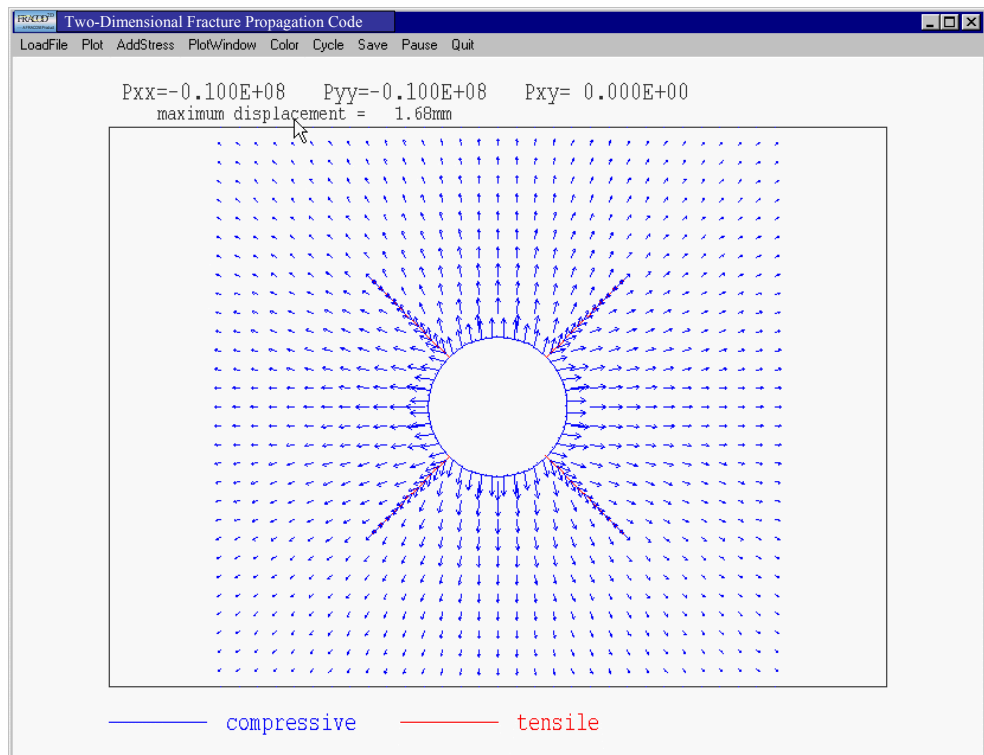 FRACOD2D Two-Dimensional Fracture Propagation Code
LoadFile Plot AddStress PlotWindow Color Cycle Save Pause Quit
Pxx=-0.100E+08 Pyy=-0.100E+08 Pxy= 0.000E+00
maximum displacement = 1.68mm
compressive tensile